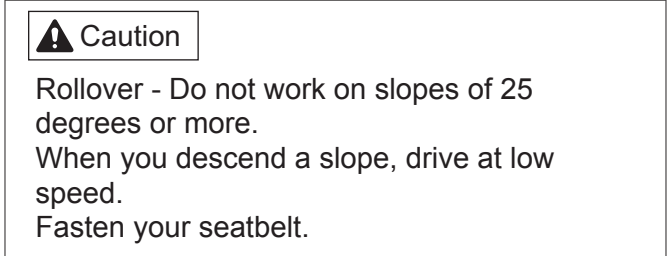 Caution
Rollover - Do not work on slopes of 25
degrees or more.
When you descend a slope, drive at low
speed.
Fasten your seatbelt.